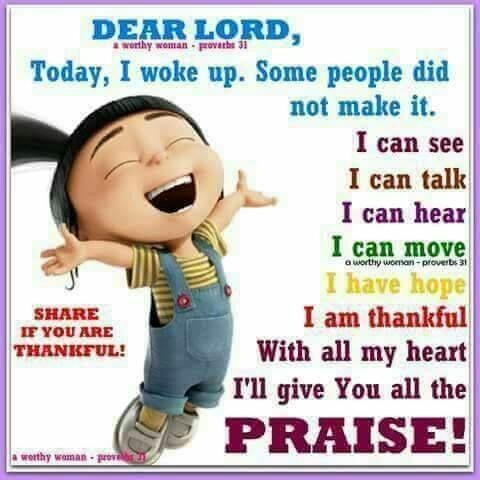 DEAR LORD,
a worthy woman - proverbs 31
Today, I woke up. Some people did
not make it.
I can see
I can talk
I can hear
I can move
a worthy woman - proverbs 31
I have hope
I am thankful
With all my heart
I'll give You all the
PRAISE!
SHARE
IF YOU ARE
THANKFUL!
a worthy woman - proverbs 31